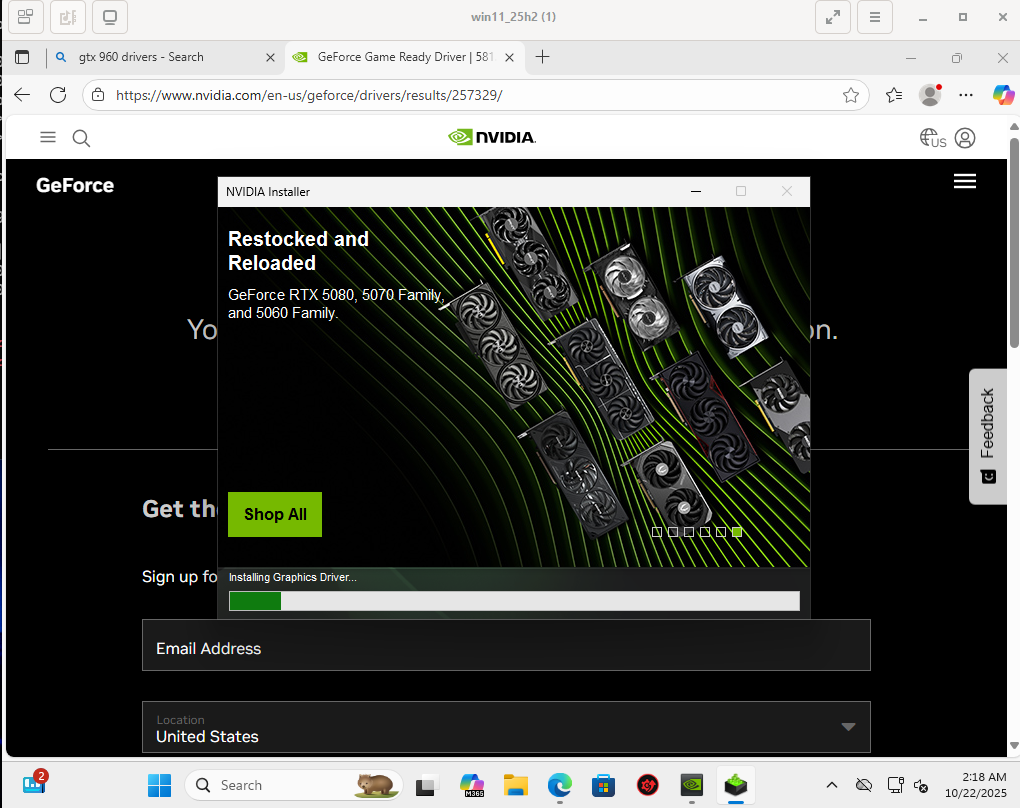 win11_25h2 (1)
gtx 960 drivers - Search
GeForce Game Ready Driver | 581
https://www.nvidia.com/en-us/geforce/drivers/results/257329/
NVIDIA.
US
GeForce
NVIDIA Installer
Restocked and
Reloaded
GeForce RTX 5080, 5070 Family,
and 5060 Family.
Yo
on.
Feedback
Shop All
Get the
Installing Graphics Driver...
Sign up fo
Email Address
Location
United States
2
Search
M365
2:18 AM
10/22/2025